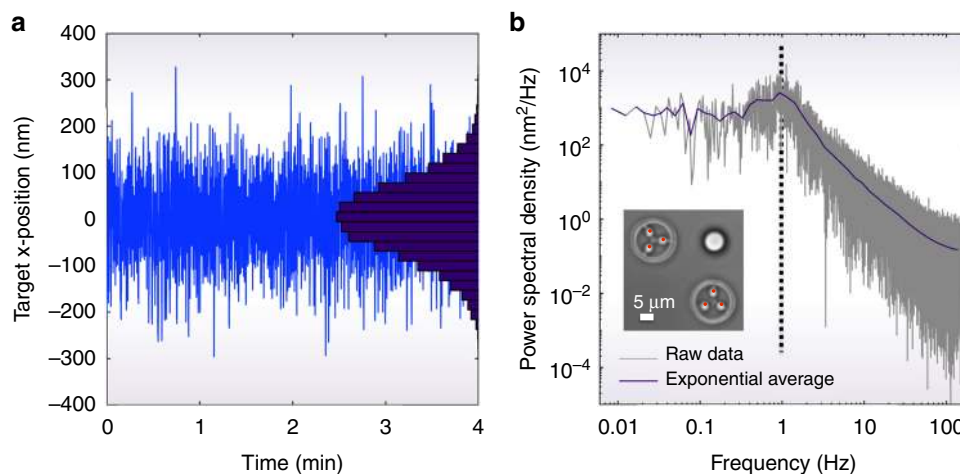 a
400
300
200
100
0
−100
−200
−300
−400
Target x-position (nm)
0
1
2
3
4
Time (min)
b
10⁴
10²
10⁰
10⁻²
10⁻⁴
Power spectral density (nm²/Hz)
5 μm
Raw data
Exponential average
0.01
0.1
1
10
100
Frequency (Hz)